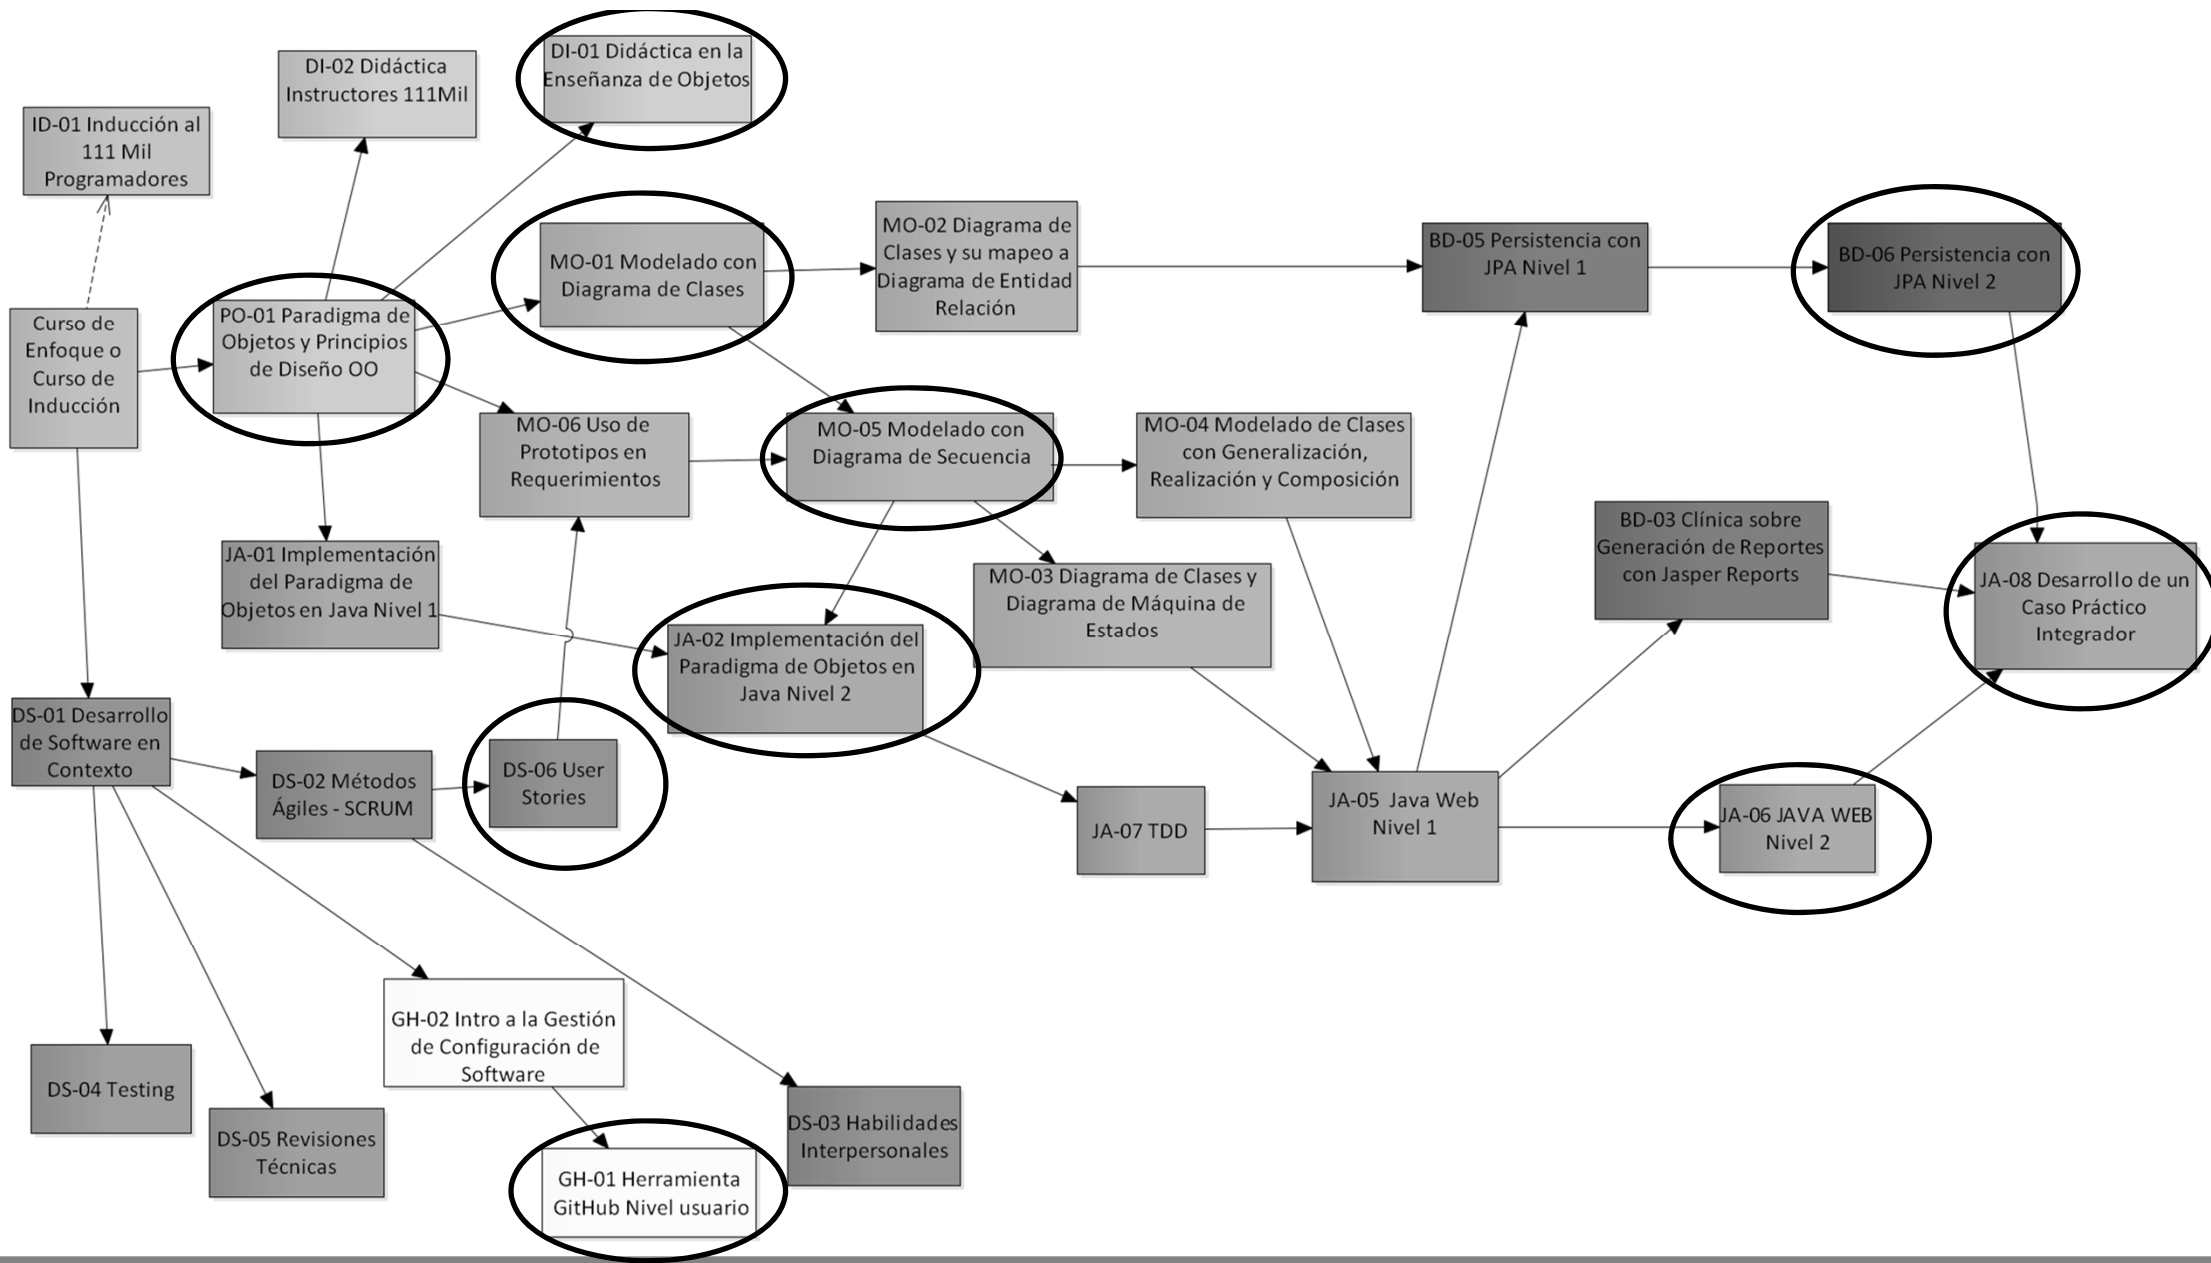 DI-02 Didáctica
Instructores 111Mil
DI-01 Didáctica en la
Enseñanza de Objetos
ID-01 Inducción al
111 Mil
Programadores
MO-01 Modelado con
Diagrama de Clases
MO-02 Diagrama de
Clases y su mapeo a
Diagrama de Entidad
Relación
BD-05 Persistencia con
JPA Nivel 1
BD-06 Persistencia con
JPA Nivel 2
Curso de
Enfoque o
Curso de
Inducción
PO-01 Paradigma de
Objetos y Principios
de Diseño OO
MO-06 Uso de
Prototipos en
Requerimientos
MO-05 Modelado con
Diagrama de Secuencia
MO-04 Modelado de Clases
con Generalización,
Realización y Composición
JA-01 Implementación
del Paradigma de
Objetos en Java Nivel 1
MO-03 Diagrama de Clases y
Diagrama de Máquina de
Estados
BD-03 Clínica sobre
Generación de Reportes
con Jasper Reports
JA-08 Desarrollo de un
Caso Práctico
Integrador
JA-02 Implementación del
Paradigma de Objetos en
Java Nivel 2
DS-01 Desarrollo
de Software en
Contexto
DS-02 Métodos
Ágiles - SCRUM
DS-06 User
Stories
JA-07 TDD
JA-05 Java Web
Nivel 1
JA-06 JAVA WEB
Nivel 2
GH-02 Intro a la Gestión
de Configuración de
Software
DS-04 Testing
DS-05 Revisiones
Técnicas
DS-03 Habilidades
Interpersonales
GH-01 Herramienta
GitHub Nivel usuario